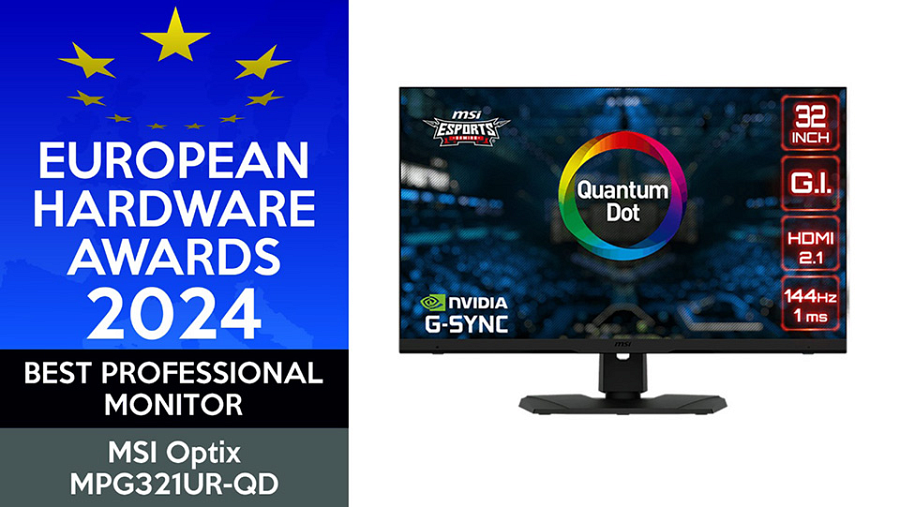 EUROPEAN
HARDWARE
AWARDS
2024
BEST PROFESSIONAL
MONITOR
MSI Optix
MPG321UR-QD
msi
ESPORTS
GAMING
Quantum
Dot
NVIDIA
G-SYNC
32
INCH
G.I.
HDMI
2.1
144Hz
1 ms
msi